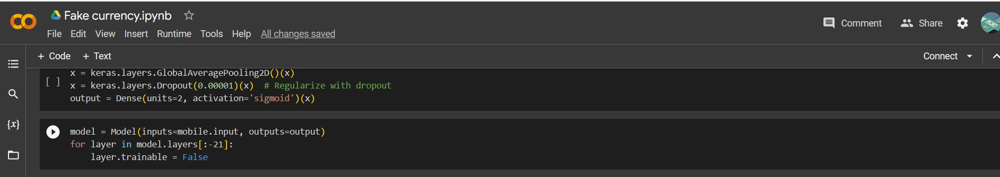 Fake currency.ipynb
Comment
Share
File Edit View Insert Runtime Tools Help All changes saved
+ Code + Text
Connect
x = keras.layers.GlobalAveragePooling2D()(x)
[ ] x = keras.layers.Dropout(0.00001)(x)  # Regularize with dropout
output = Dense(units=2, activation='sigmoid')(x)
{x}
model = Model(inputs=mobile.input, outputs=output)
for layer in model.layers[:-21]:
    layer.trainable = False